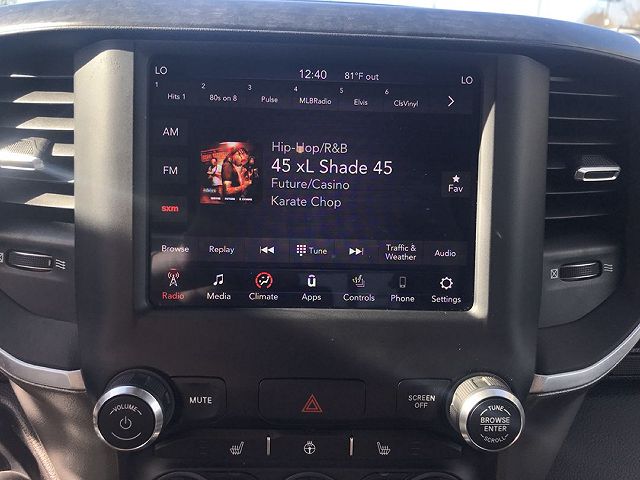 LO 12:40 81°F out LO
1 Hits 1 2 80s on 8 3 Pulse 4 MLBRadio 5 Elvis 6 ClsVinyl
AM
FM
sxm
Hip-Hop/R&B
45 xL Shade 45
Future/Casino
Karate Chop
Fav
Browse Replay Tune Traffic & Weather Audio
Radio Media Climate Apps Controls Phone Settings
VOLUME
MUTE
SCREEN OFF
TUNE
BROWSE
ENTER
SCROLL